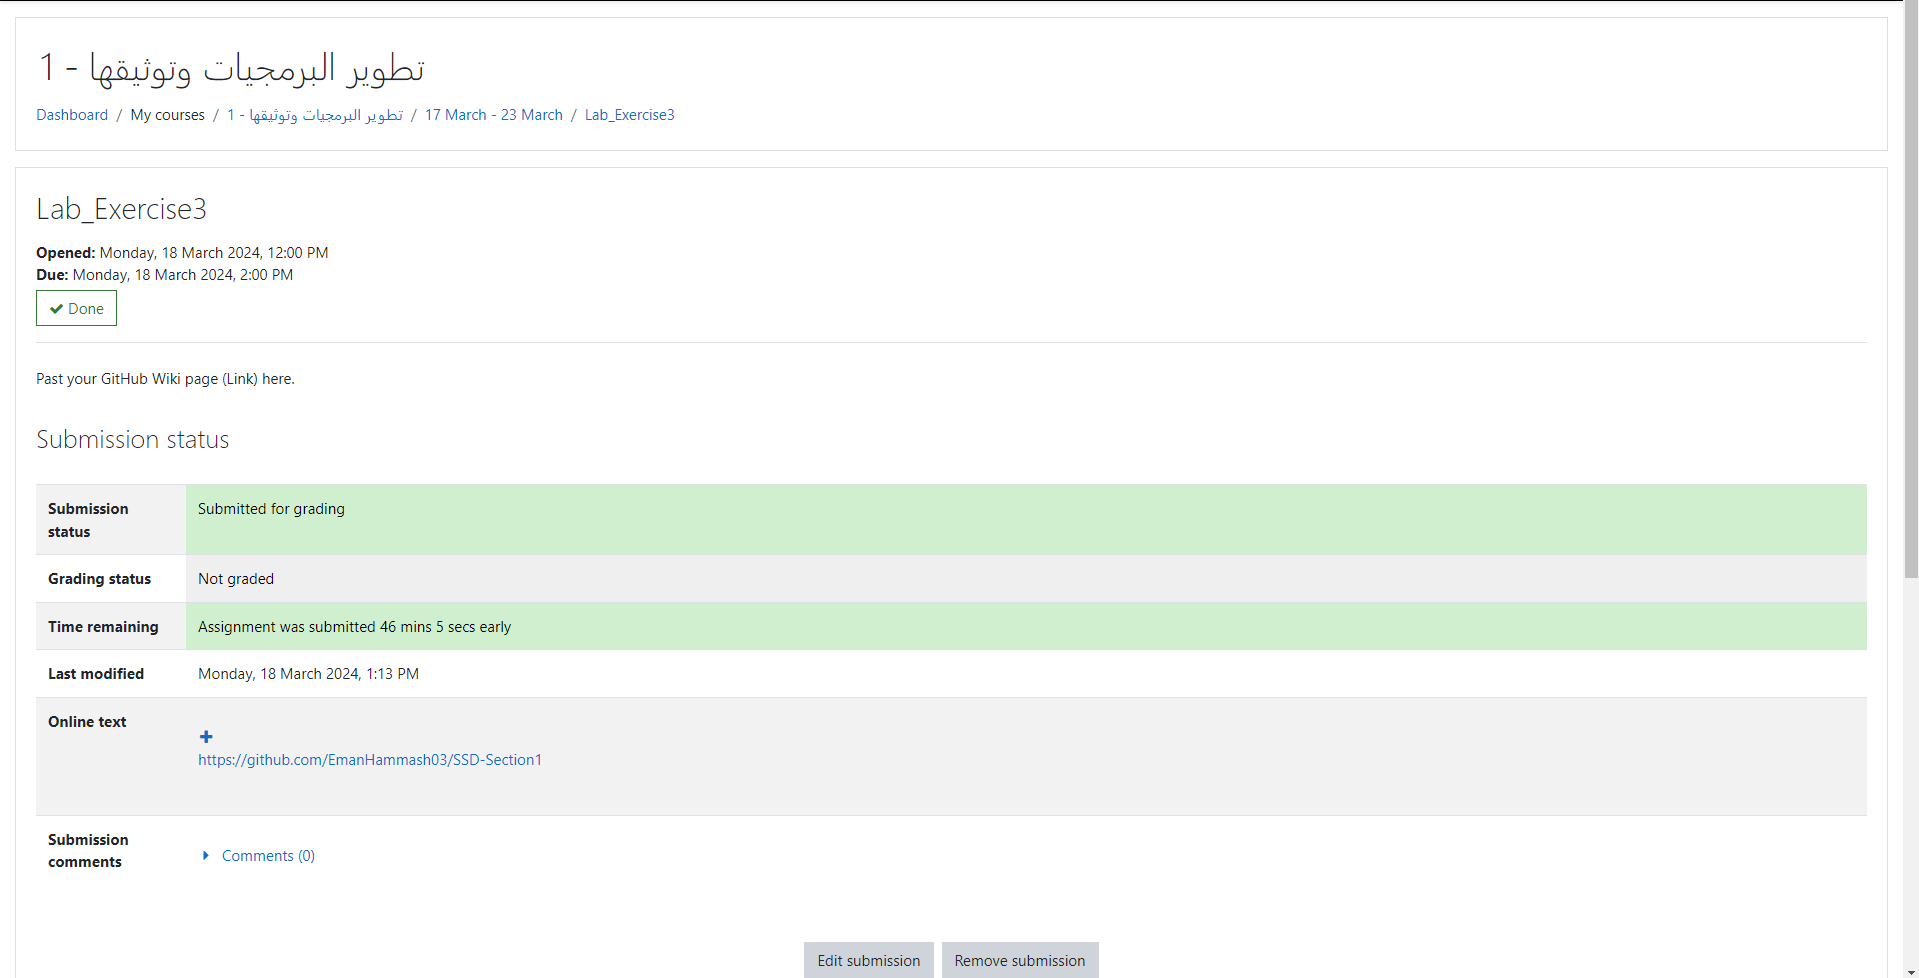 تطوير البرمجيات وتوثيقها - 1
Dashboard / My courses / تطوير البرمجيات وتوثيقها - 1 / 17 March - 23 March / Lab_Exercise3
Lab_Exercise3
Opened: Monday, 18 March 2024, 12:00 PM
Due: Monday, 18 March 2024, 2:00 PM
Done
Past your GitHub Wiki page (Link) here.
Submission status
Submission status
Submitted for grading
Grading status
Not graded
Time remaining
Assignment was submitted 46 mins 5 secs early
Last modified
Monday, 18 March 2024, 1:13 PM
Online text
https://github.com/EmanHammash03/SSD-Section1
Submission comments
Comments (0)
Edit submission
Remove submission